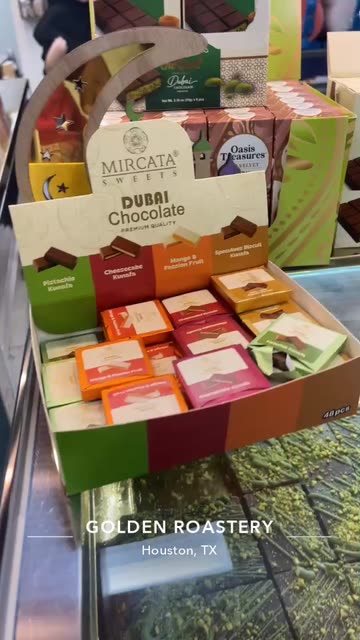 Dubai
CHOCOLATE
MIRCATA®
SWEETS
DUBAI
Chocolate
PREMIUM QUALITY
Oasis
Treasures
Pistachio
Kunafa
Cheesecake
Kunafa
Mango &
Passion Fruit
Speculoos Biscuit
Kunafa
48pcs
GOLDEN ROASTERY
Houston, TX